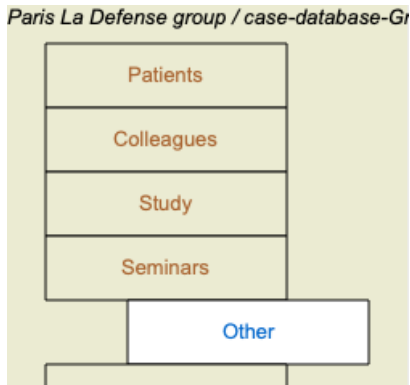 Paris La Defense group / case-database-Gr
Patients
Colleagues
Study
Seminars
Other